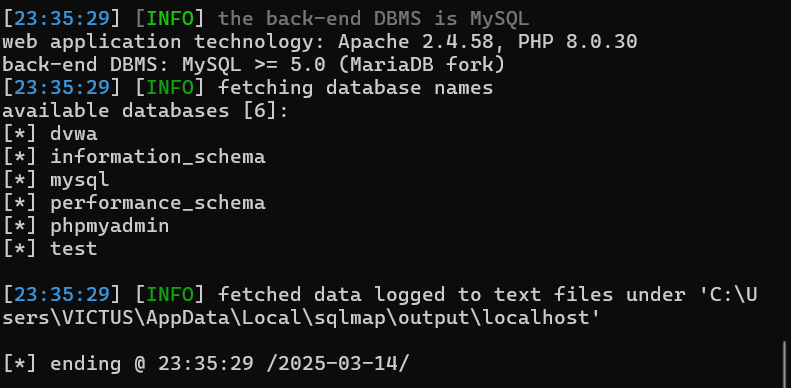 [23:35:29] [INFO] the back-end DBMS is MySQL
web application technology: Apache 2.4.58, PHP 8.0.30
back-end DBMS: MySQL >= 5.0 (MariaDB fork)
[23:35:29] [INFO] fetching database names
available databases [6]:
[*] dvwa
[*] information_schema
[*] mysql
[*] performance_schema
[*] phpmyadmin
[*] test

[23:35:29] [INFO] fetched data logged to text files under 'C:\U
sers\VICTUS\AppData\Local\sqlmap\output\localhost'

[*] ending @ 23:35:29 /2025-03-14/